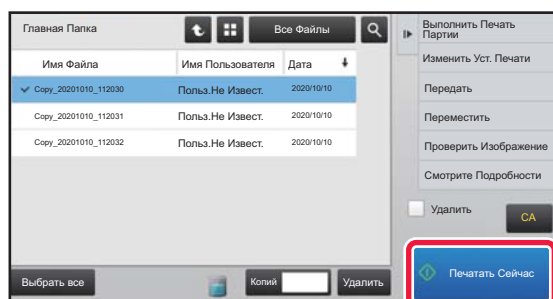 Главная Папка
Все Файлы
Имя Файла Имя Пользователя Дата
Copy_20201010_112030 Польз.Не Извест. 2020/10/10
Copy_20201010_112031 Польз.Не Извест. 2020/10/10
Copy_20201010_112032 Польз.Не Извест. 2020/10/10
Выбрать все
Копий
Удалить
Выполнить Печать
Партии
Изменить Уст. Печати
Передать
Переместить
Проверить Изображение
Смотрите Подробности
Удалить
CA
Печатать Сейчас